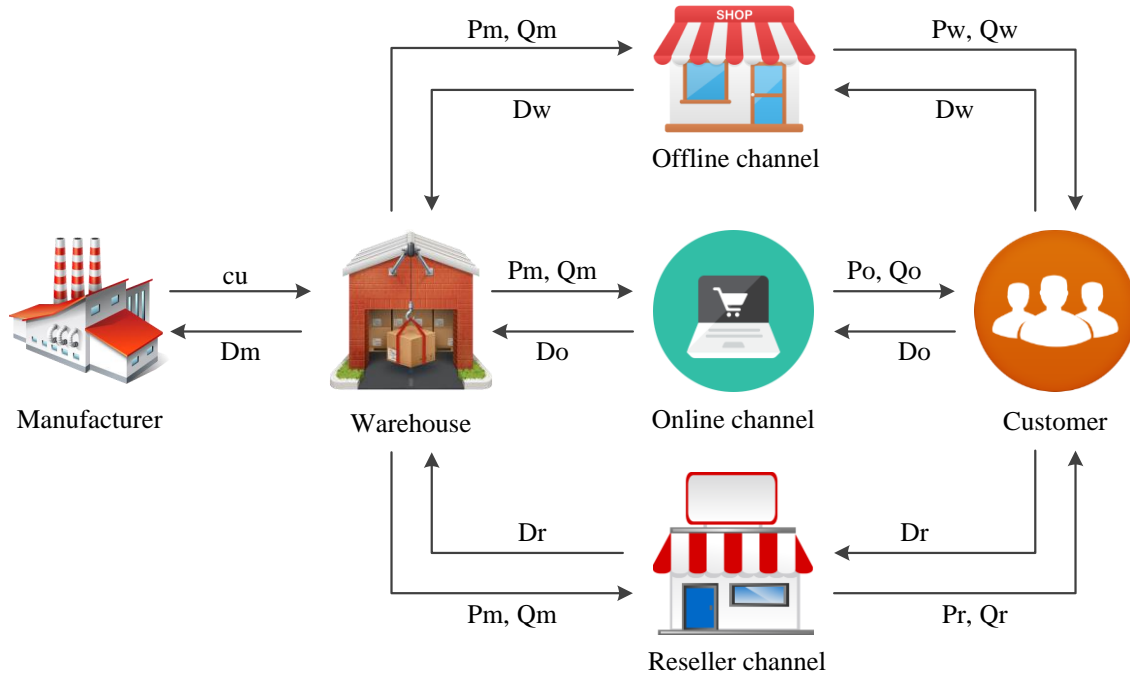 Pm, Qm
SHOP
Pw, Qw
Dw
Dw
Offline channel
cu
Pm, Qm
Po, Qo
Dm
Do
Do
Manufacturer
Warehouse
Online channel
Customer
Dr
Dr
Pm, Qm
Pr, Qr
Reseller channel